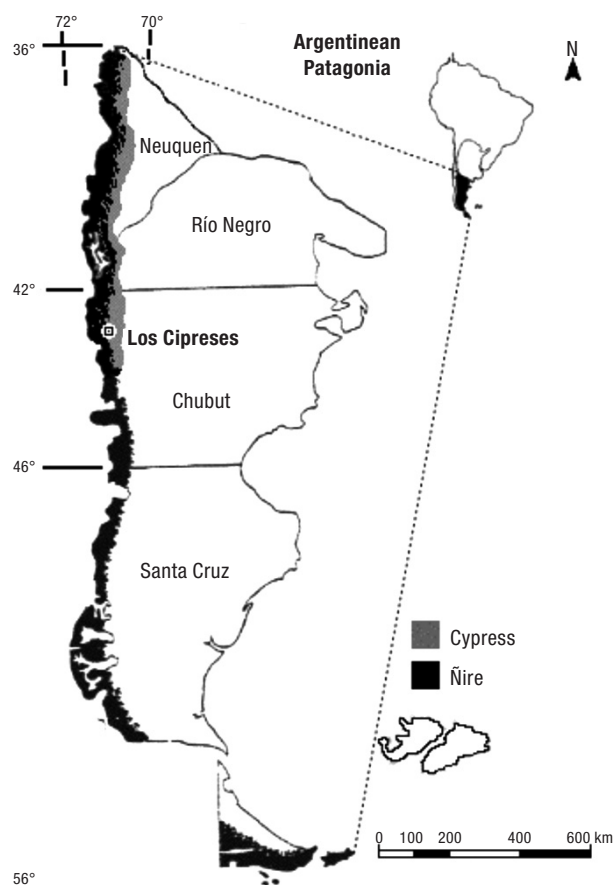 72° 70°
36°
Argentinean
Patagonia
N
Neuquen
Río Negro
42°
Los Cipreses
Chubut
46°
Santa Cruz
Cypress
Ñire
0 100 200 400 600 km
56°